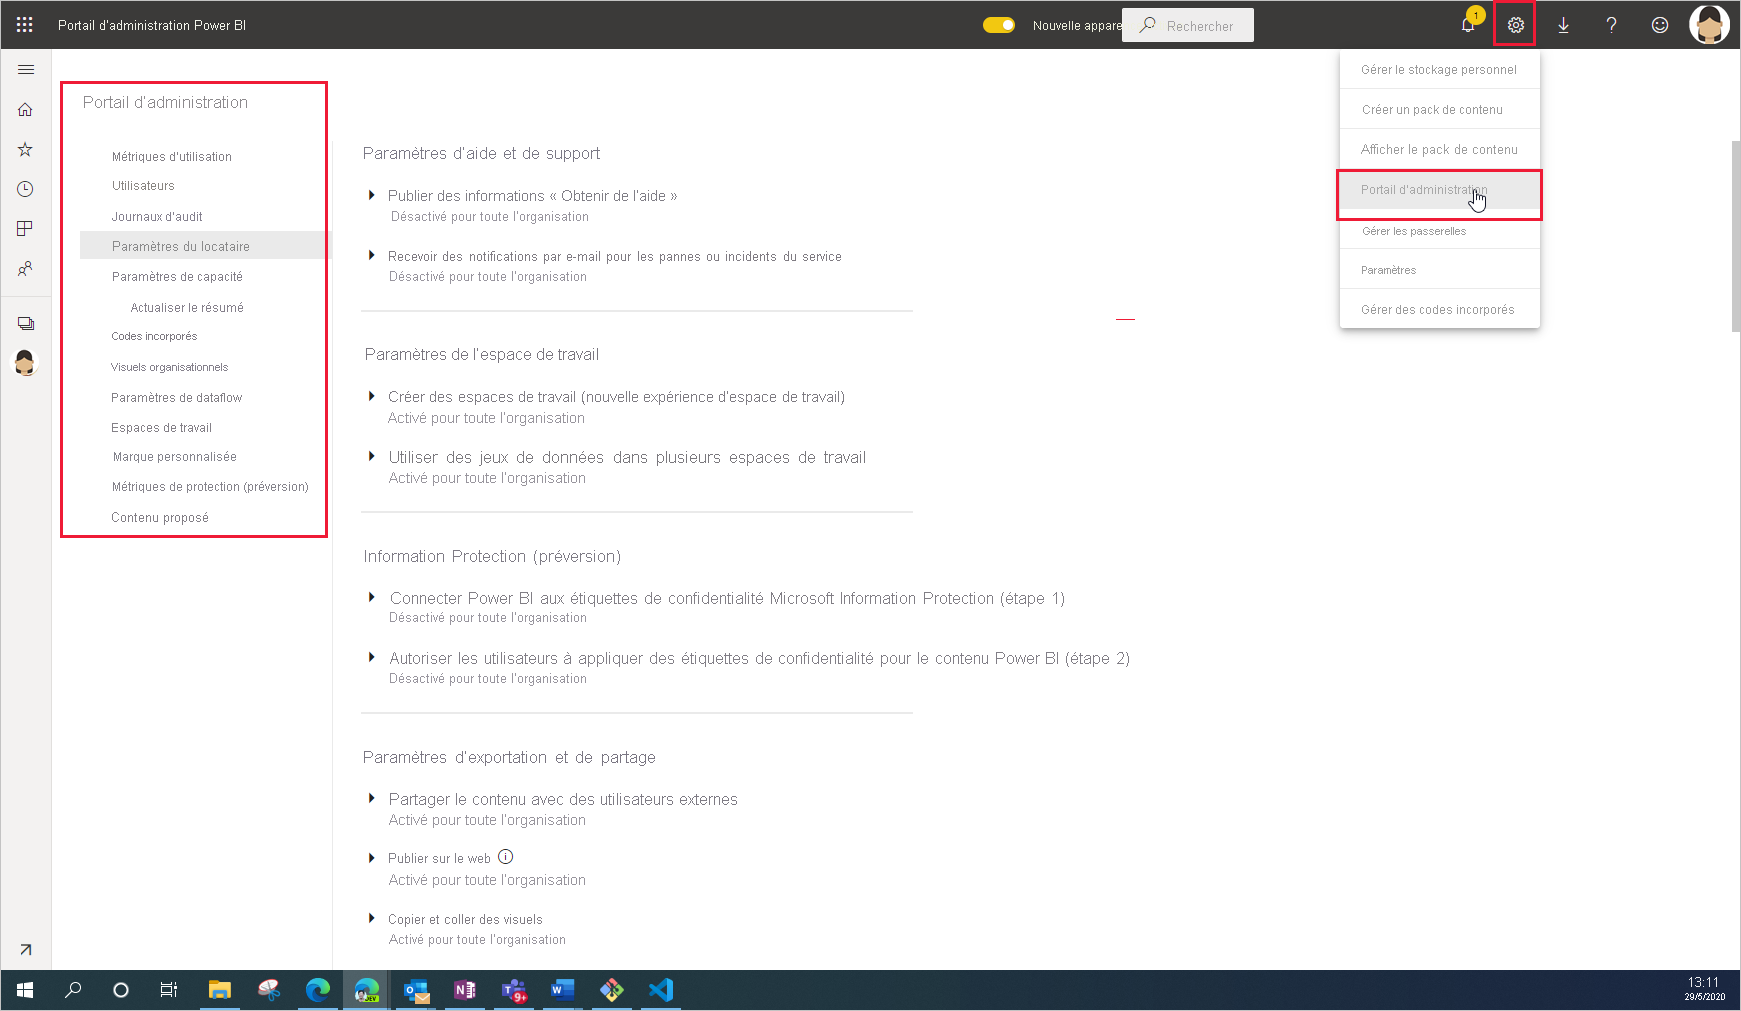 Portail d'administration Power BI
Nouvelle appare
Rechercher
1
Gérer le stockage personnel
Créer un pack de contenu
Afficher le pack de contenu
Portail d'administration
Gérer les passerelles
Paramètres
Gérer des codes incorporés
Portail d'administration
Métriques d'utilisation
Utilisateurs
Journaux d'audit
Paramètres du locataire
Paramètres de capacité
Actualiser le résumé
Codes incorporés
Visuels organisationnels
Paramètres de dataflow
Espaces de travail
Marque personnalisée
Métriques de protection (préversion)
Contenu proposé
Paramètres d'aide et de support
Publier des informations « Obtenir de l'aide »
Désactivé pour toute l'organisation
Recevoir des notifications par e-mail pour les pannes ou incidents du service
Désactivé pour toute l'organisation
Paramètres de l'espace de travail
Créer des espaces de travail (nouvelle expérience d'espace de travail)
Activé pour toute l'organisation
Utiliser des jeux de données dans plusieurs espaces de travail
Activé pour toute l'organisation
Information Protection (préversion)
Connecter Power BI aux étiquettes de confidentialité Microsoft Information Protection (étape 1)
Désactivé pour toute l'organisation
Autoriser les utilisateurs à appliquer des étiquettes de confidentialité pour le contenu Power BI (étape 2)
Désactivé pour toute l'organisation
Paramètres d'exportation et de partage
Partager le contenu avec des utilisateurs externes
Activé pour toute l'organisation
Publier sur le web
Activé pour toute l'organisation
Copier et coller des visuels
Activé pour toute l'organisation
DEV
9+
13:11
29/5/2020